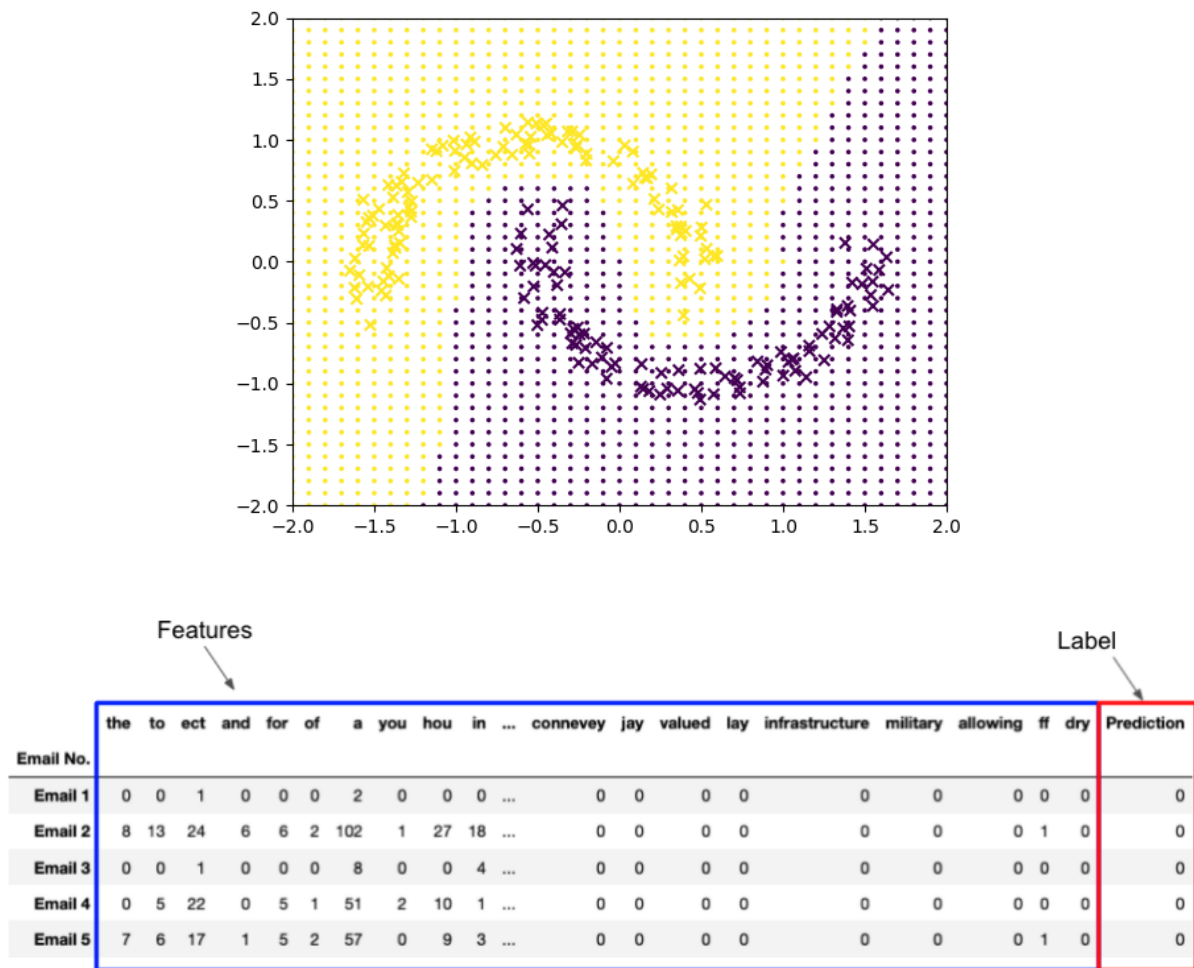 2.0
1.5
1.0
0.5
0.0
−0.5
−1.0
−1.5
−2.0
−2.0 −1.5 −1.0 −0.5 0.0 0.5 1.0 1.5 2.0
Features
Label
the to ect and for of a you hou in ... connevey jay valued lay infrastructure military allowing ff dry Prediction
Email No.
Email 1 0 0 1 0 0 0 2 0 0 0 ... 0 0 0 0 0 0 0 0 0 0
Email 2 8 13 24 6 6 2 102 1 27 18 ... 0 0 0 0 0 0 0 1 0 0
Email 3 0 0 1 0 0 0 8 0 0 4 ... 0 0 0 0 0 0 0 0 0 0
Email 4 0 5 22 0 5 1 51 2 10 1 ... 0 0 0 0 0 0 0 0 0 0
Email 5 7 6 17 1 5 2 57 0 9 3 ... 0 0 0 0 0 0 0 1 0 0